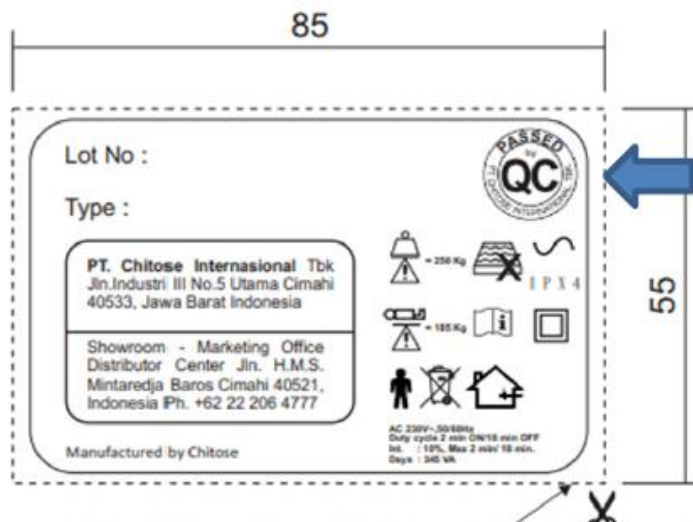 85
Lot No :
PASSED
by
QC
PT. CHITOSE INTERNATIONAL Tbk.
Type :
PT. Chitose Internasional Tbk
Jln.Industri III No.5 Utama Cimahi
40533, Jawa Barat Indonesia
= 250 Kg
I P X 4
55
= 185 Kg
i
Showroom - Marketing Office
Distributor Center Jln. H.M.S.
Mintaredja Baros Cimahi 40521,
Indonesia Ph. +62 22 206 4777
AC 230V~,50/60Hz
Duty cycle 2 min ON/18 min OFF
Int. : 10%, Max 2 min/ 18 min.
Days : 345 VA
Manufactured by Chitose